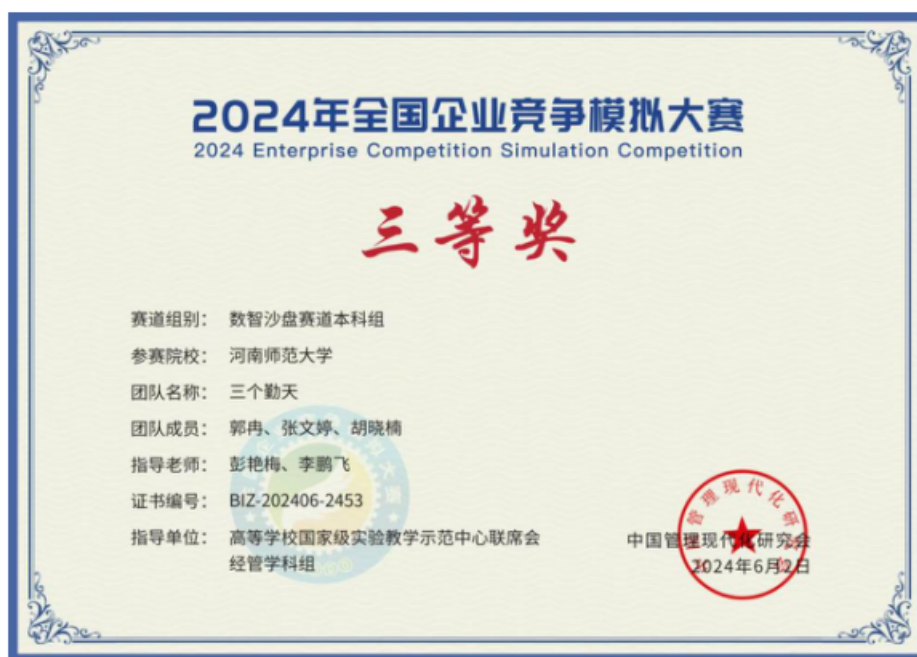 2024年全国企业竞争模拟大赛
2024 Enterprise Competition Simulation Competition
三等奖
赛道组别： 数智沙盘赛道本科组
参赛院校： 河南师范大学
团队名称： 三个勤天
团队成员： 郭冉、张文婷、胡晓楠
指导老师： 彭艳梅、李鹏飞
证书编号： BIZ-202406-2453
指导单位： 高等学校国家级实验教学示范中心联席会
经管学科组
中国管理现代化研究会
2024年6月2日